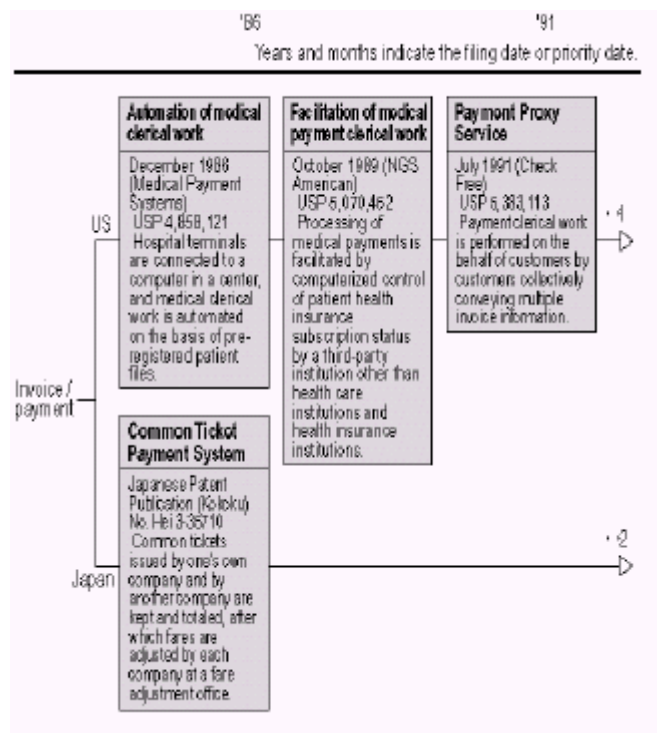 '86
'91
Years and months indicate the filing date or priority date.
Automation of medical
clerical work
December 1986
(Medical Payment
Systems)
USP 4,858,121
Hospital terminals
are connected to a
computer in a center,
and medical clerical
work is automated
on the basis of pre-
registered patient
files.
Facilitation of medical
payment clerical work
October 1989 (NGS
American)
USP 5,070,452
Processing of
medical payments is
facilitated by
computerized control
of patient health
insurance
subscription status
by a third-party
institution other than
health care
institutions and
health insurance
institutions.
Payment Proxy
Service
July 1991 (Check
Free)
USP 5,383,113
Payment clerical work
is performed on the
behalf of customers by
customers collectively
conveying multiple
invoice information.
US
Invoice /
payment
Common Ticket
Payment System
Japanese Patent
Publication (Kokoku)
No. Hei 3-35710
Common tickets
issued by one's own
company and by
another company are
kept and totaled, after
which fares are
adjusted by each
company at a fare
adjustment office.
Japan